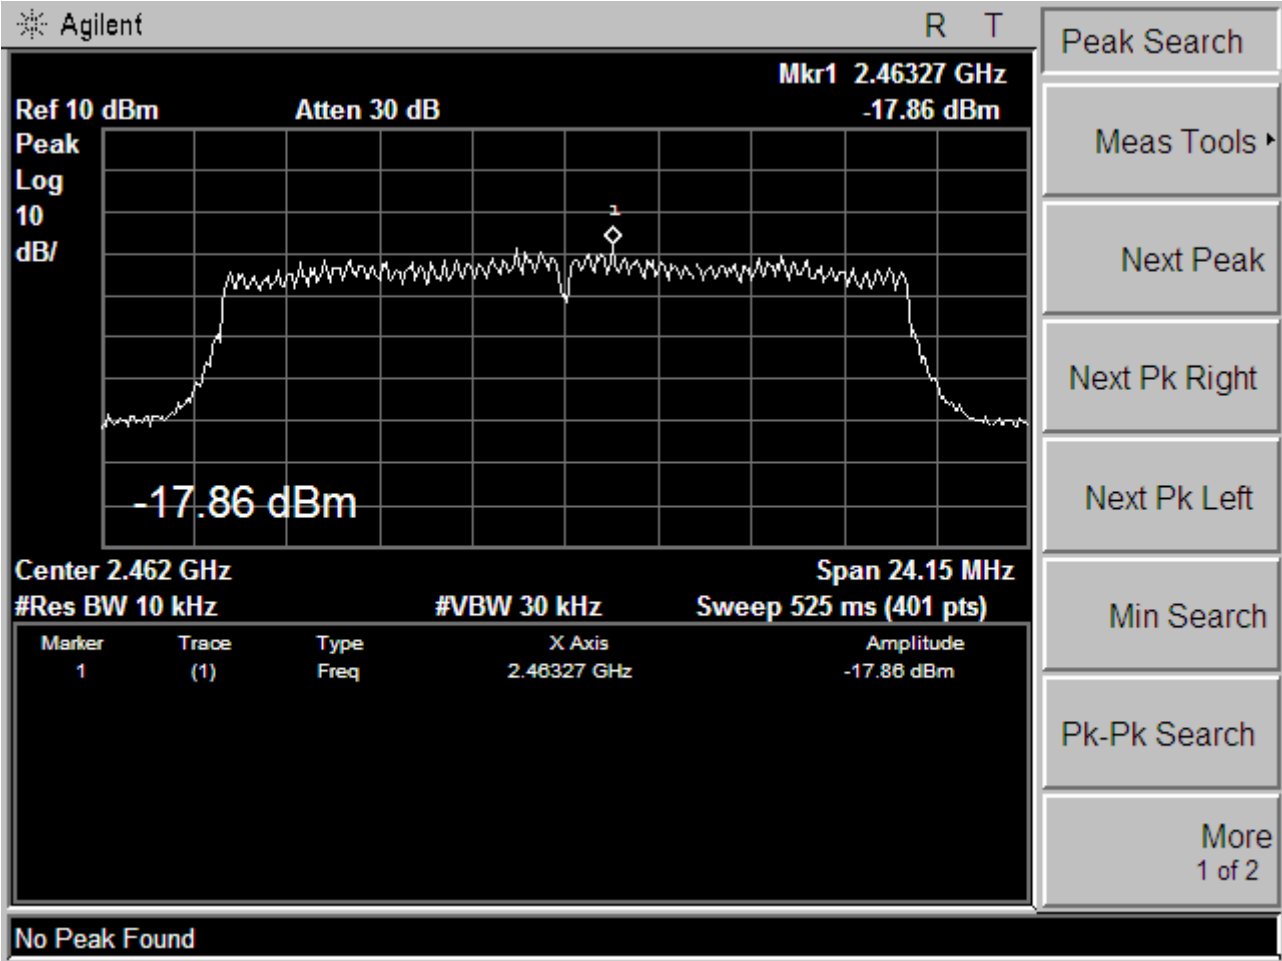 Agilent R T
Mkr1 2.46327 GHz
Ref 10 dBm Atten 30 dB -17.86 dBm
Peak
Log
10
dB/
1
-17.86 dBm
Center 2.462 GHz Span 24.15 MHz
#Res BW 10 kHz #VBW 30 kHz Sweep 525 ms (401 pts)
Marker Trace Type X Axis Amplitude
1 (1) Freq 2.46327 GHz -17.86 dBm
No Peak Found
Peak Search
Meas Tools
Next Peak
Next Pk Right
Next Pk Left
Min Search
Pk-Pk Search
More
1 of 2